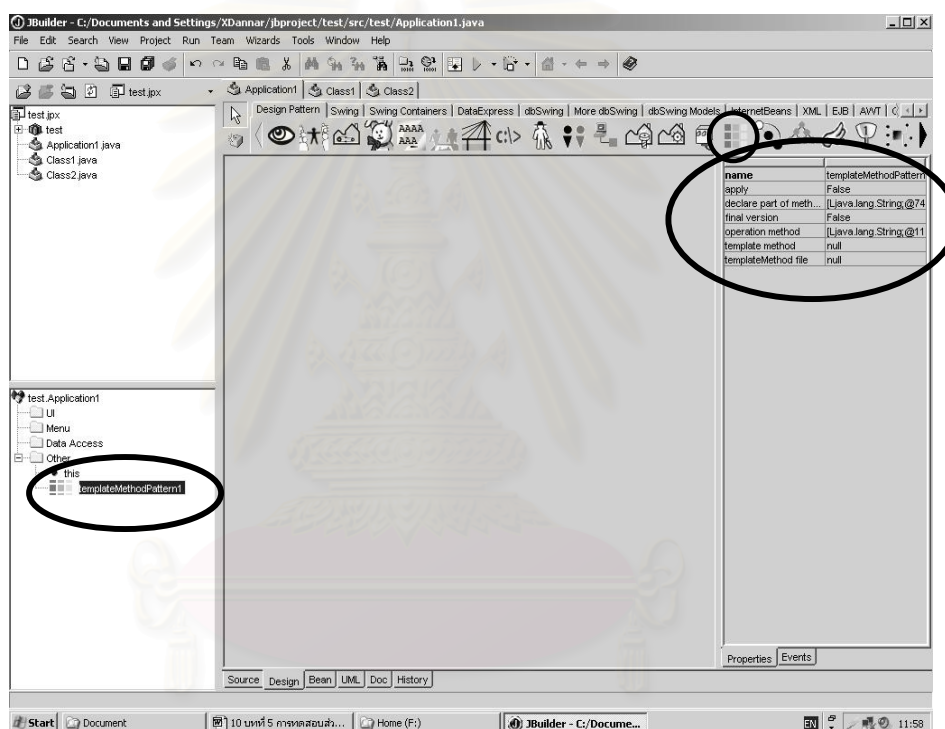 JBuilder - C:/Documents and Settings/XDannar/jbproject/test/src/test/Application1.java
File Edit Search View Project Run Team Wizards Tools Window Help
test.jpx
Application1 Class1 Class2
Design Pattern Swing Swing Containers DataExpress dbSwing More dbSwing dbSwing Models InternetBeans XML EJB AWT
test.jpx
test
Application1.java
Class1.java
Class2.java
AAAA
AAA AAA
C:\>
1
name templateMethodPattern
apply False
declare part of meth... [Ljava.lang.String;@74
final version False
operation method [Ljava.lang.String;@11
template method null
templateMethod file null
test.Application1
UI
Menu
Data Access
Other
this
templateMethodPattern1
Properties Events
Source Design Bean UML Doc History
Start Document 10 บทที่ 5 การทดสอบส่ว... Home (F:) JBuilder - C:/Docume... EN 11:58